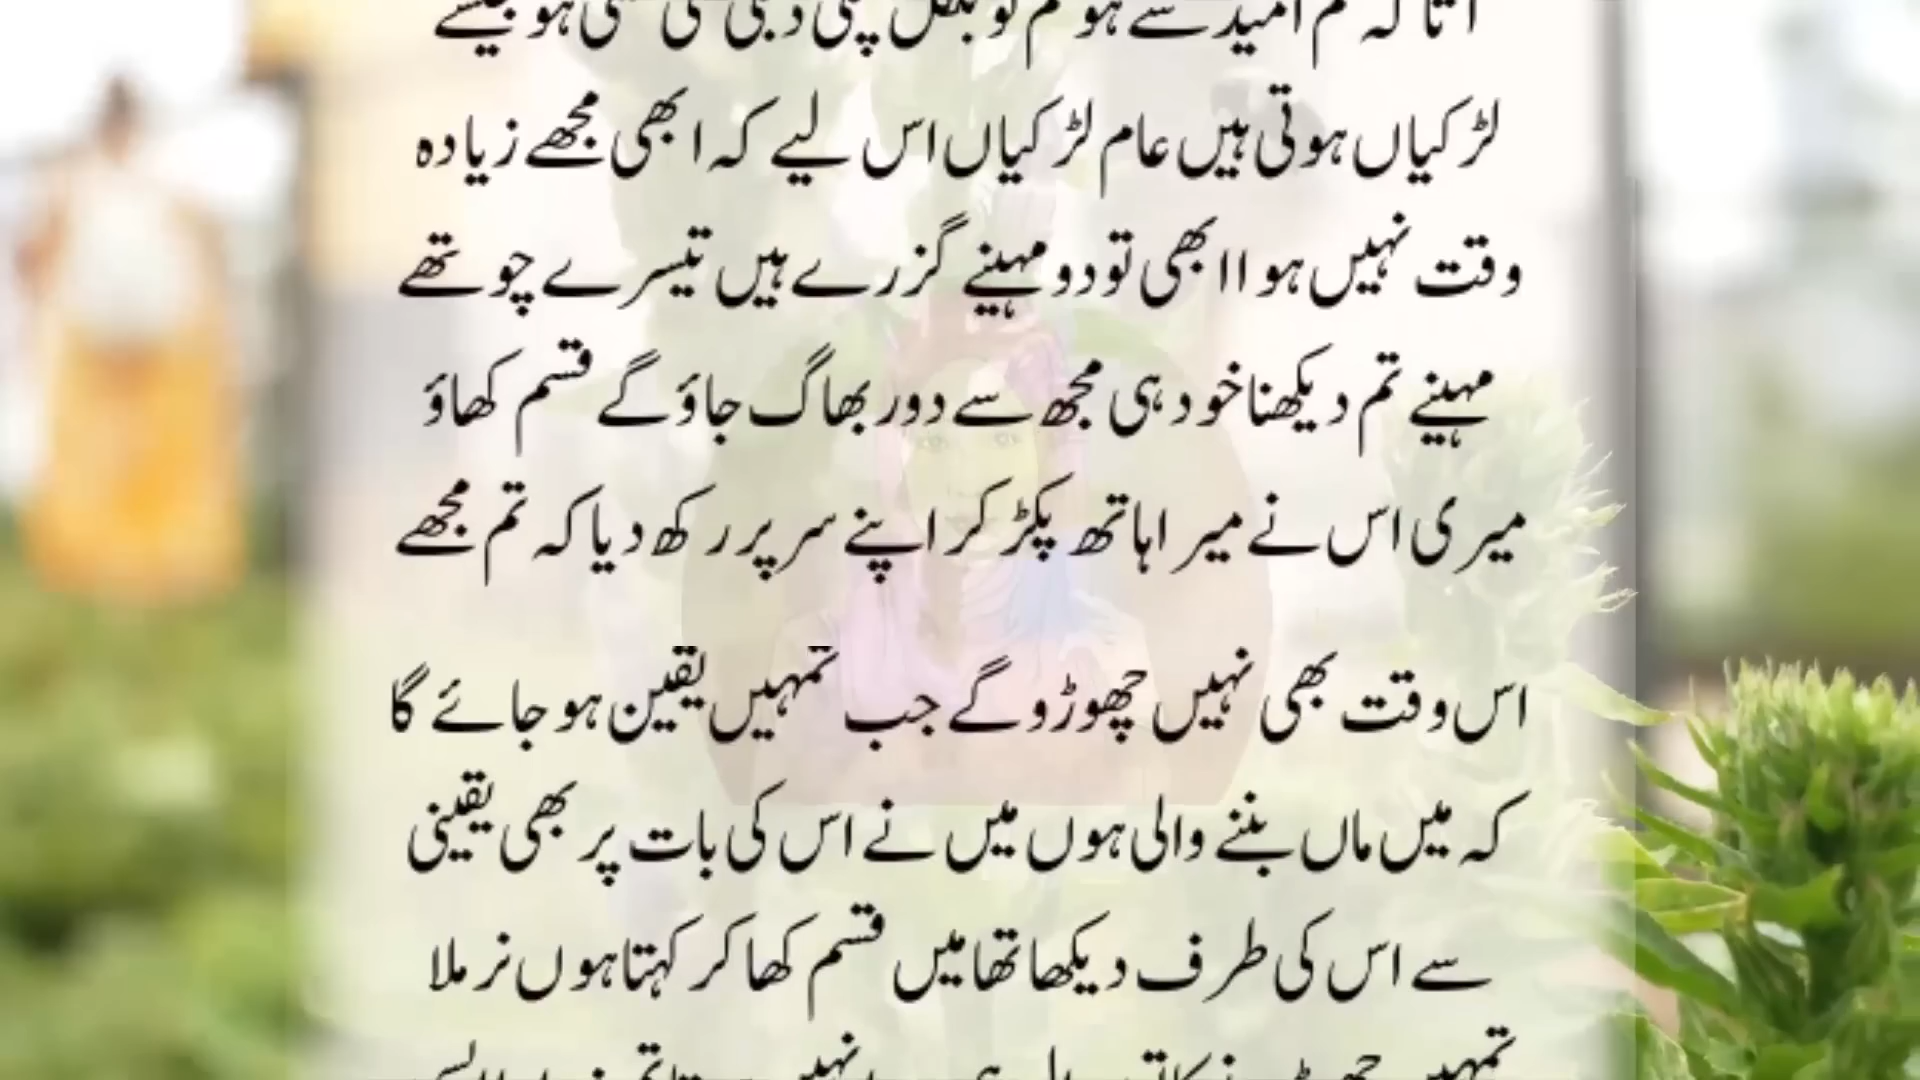 لڑکیاں ہوتی ہیں عام لڑکیاں اس لیے کہ ابھی مجھے زیادہ
وقت نہیں ہوا ابھی تو دو مہینے گزرے ہیں تیسرے چوتھے
مہینے تم دیکھنا خود ہی مجھ سے دور بھاگ جاؤ گے قسم کھاؤ
میری اس نے میرا ہاتھ پکڑ کر اپنے سر پر رکھ دیا کہ تم مجھے
اس وقت بھی نہیں چھوڑو گے جب تمہیں یقین ہو جائے گا
کہ میں ماں بننے والی ہوں میں نے اس کی بات پر بھی یقینی
سے اس کی طرف دیکھا تھا میں قسم کھا کر کہتا ہوں نرملا